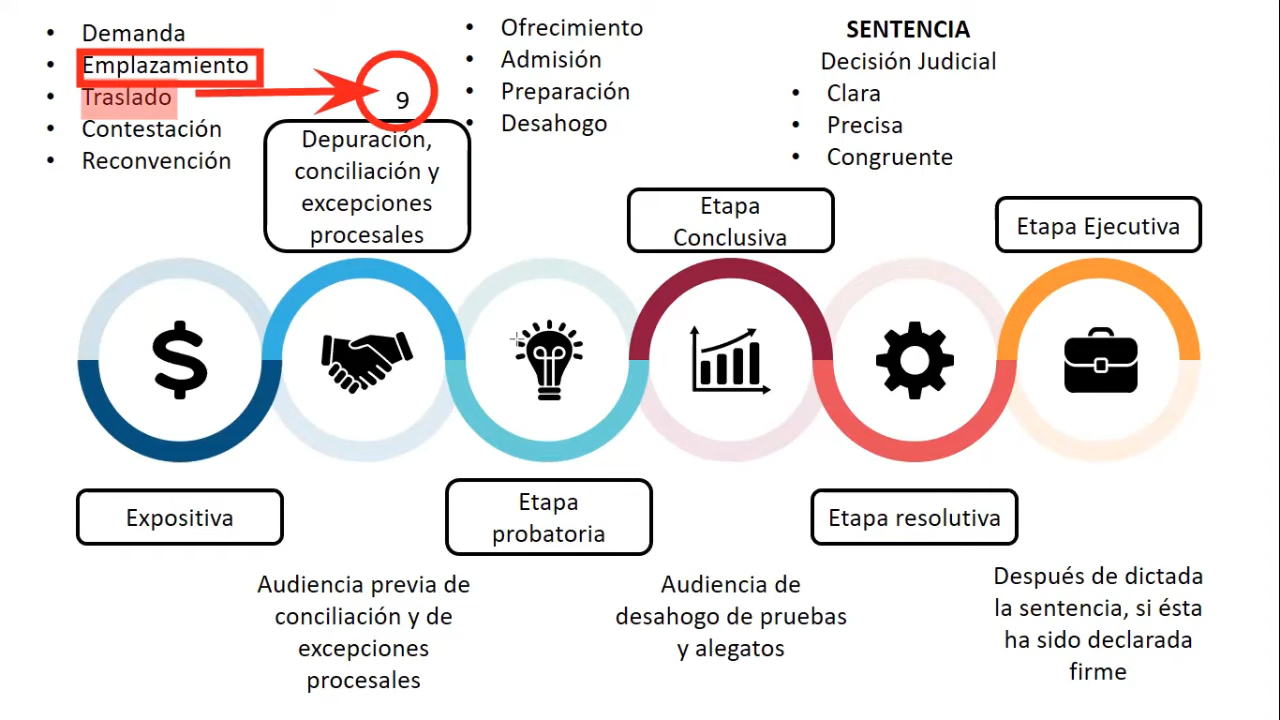 Demanda
Emplazamiento
Traslado
Contestación
Reconvención
9
Depuración,
conciliación y
excepciones
procesales
Ofrecimiento
Admisión
Preparación
Desahogo
SENTENCIA
Decisión Judicial
Clara
Precisa
Congruente
Etapa
Conclusiva
Etapa Ejecutiva
$
Expositiva
Etapa
probatoria
Etapa resolutiva
Audiencia previa de
conciliación y de
excepciones
procesales
Audiencia de
desahogo de pruebas
y alegatos
Después de dictada
la sentencia, si ésta
ha sido declarada
firme